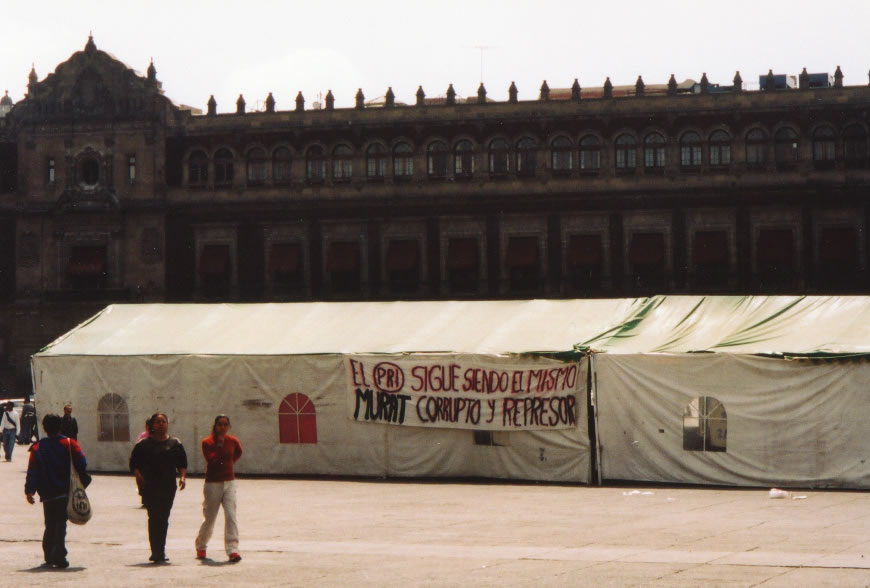 EL PRI SIGUE SIENDO EL MISMO
MURAT CORRUPTO Y REPRESOR